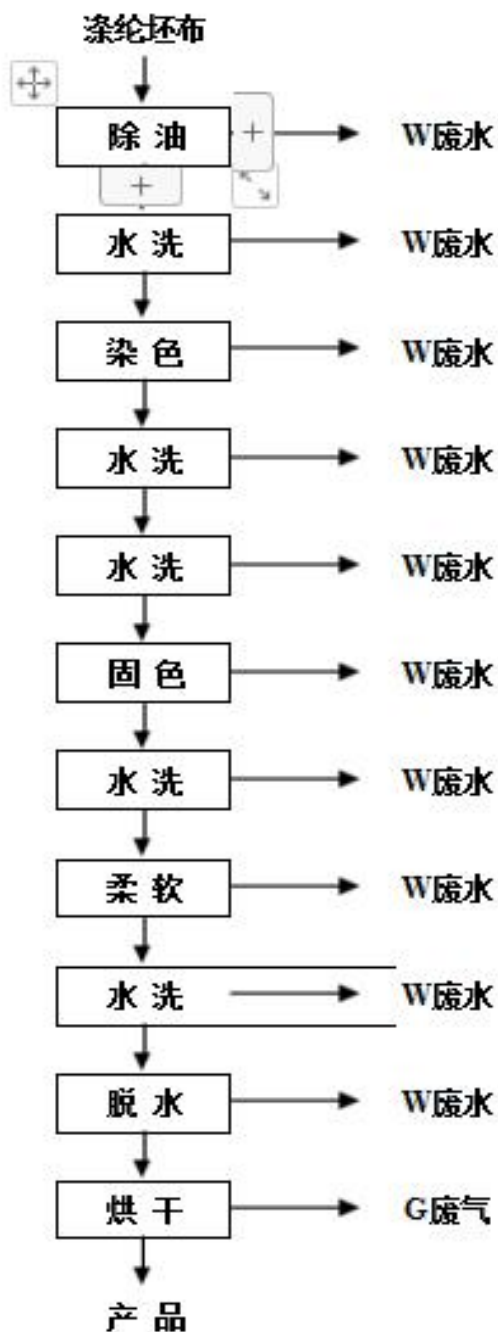 涤纶坯布
除油 W废水
水洗 W废水
染色 W废水
水洗 W废水
水洗 W废水
固色 W废水
水洗 W废水
柔软 W废水
水洗 W废水
脱水 W废水
烘干 G废气
产品